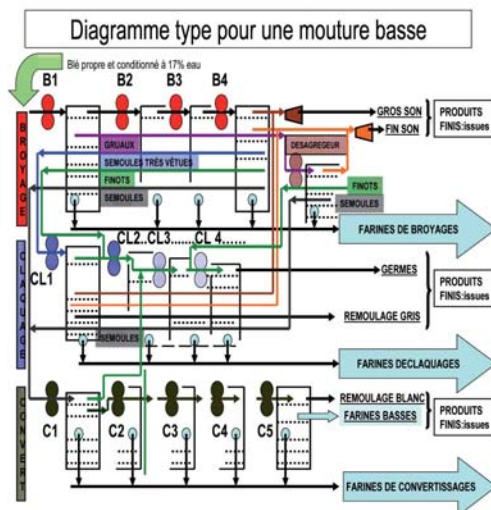 Diagramme type pour une mouture basse
Blé propre et conditionné à 17% eau
B1 B2 B3 B4
BROYAGE
GROS SON
FIN SON
PRODUITS
FINIS:issues
GRUAUX
SEMOULES TRÈS VÊTUES
FINOTS
SEMOULES
DESAGREGEUR
FINOTS
SEMOULES
FARINES DE BROYAGES
CLAQUAGE
CL1
CL2...CL3........ CL 4......
GERMES
REMOULAGE GRIS
PRODUITS
FINIS:issues
SEMOULES
FARINES DECLAQUAGES
CONVERT
C1 C2 C3 C4 C5
REMOULAGE BLANC
FARINES BASSES
PRODUITS
FINIS:issues
FARINES DE CONVERTISSAGES